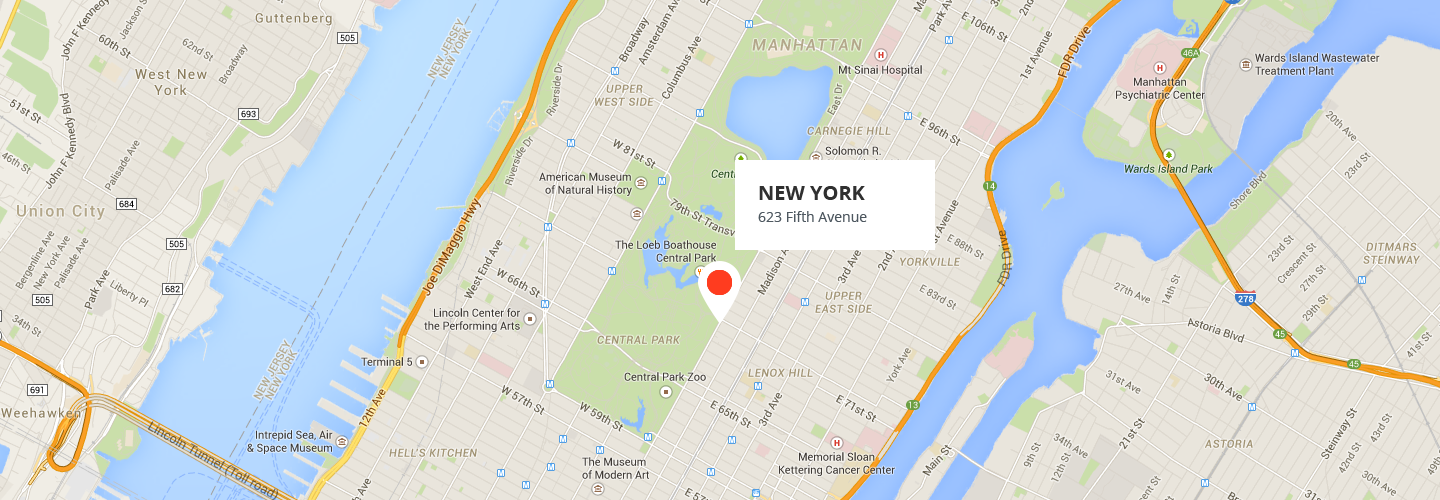 Guttenberg
505
60th St
62nd St
John F Kennedy Blvd
Jackson St
Broadway
West New
York
51st St
693
46th St
John F Kennedy Blvd
Palisade Ave
684
Union City
505
Bergenline Ave
New York Ave
Palisade Ave
505
Park Ave
682
Liberty Pl
34th St
691
Weehawken
Lincoln Tunnel (Toll road)
NEW JERSEY
NEW YORK
NEW JERSEY
NEW YORK
Joe DiMaggio Hwy
Riverside Dr
Riverside Dr
Broadway
Amsterdam Ave
Columbus Ave
UPPER
WEST SIDE
W 81st St
American Museum
of Natural History
79th St Transv
The Loeb Boathouse
Central Park
West End Ave
W 66th St
Lincoln Center for
the Performing Arts
Terminal 5
12th Ave
Intrepid Sea, Air
& Space Museum
HELL'S KITCHEN
W 57th St
W 59th St
CENTRAL PARK
Central Park Zoo
The Museum
of Modern Art
MANHATTAN
Mt Sinai Hospital
East Dr
CARNEGIE HILL
Solomon R.
Centr
NEW YORK
623 Fifth Avenue
Park Ave
E 106th St
2nd
1st Avenue
FDR Drive
E 96th St
14
st Avenue
E 88th St
YORKVILLE
FDR Drive
Madison A
3rd Ave
2nd
UPPER
EAST SIDE
E 83rd St
LENOX HILL
York Ave
E 65th St
3rd Ave
E 71st St
13
Memorial Sloan
Kettering Cancer Center
Main St
46A
Manhattan
Psychiatric Center
Wards Island Wastewater
Treatment Plant
Wards Island Park
Shore Blvd
20th Ave
23rd St
21st
DITMARS
STEINWAY
23rd St
Crescent St
29th St
27th Ave
14th St
278
Astoria Blvd
45
45
41st St
31st Ave
30th Ave
34th Ave
9th St
12th St
21st St
ASTORIA
Steinway St
42nd St
43rd St
49th St